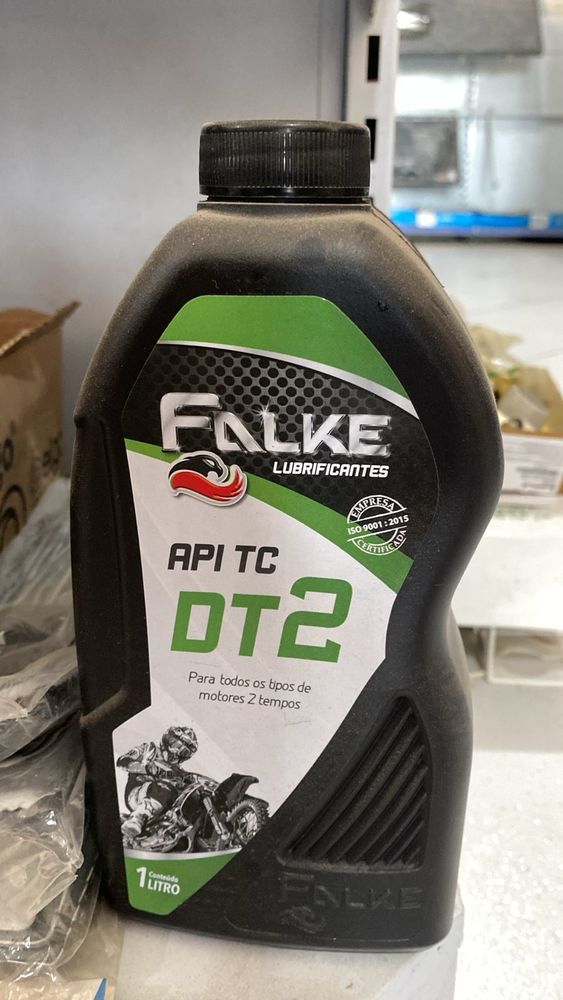 FALKE
LUBRIFICANTES
EMPRESA
ISO 9001 : 2015
CERTIFICADA
API TC
DT2
Para todos os tipos de
motores 2 tempos
Conteúdo
1 LITRO
FALKE